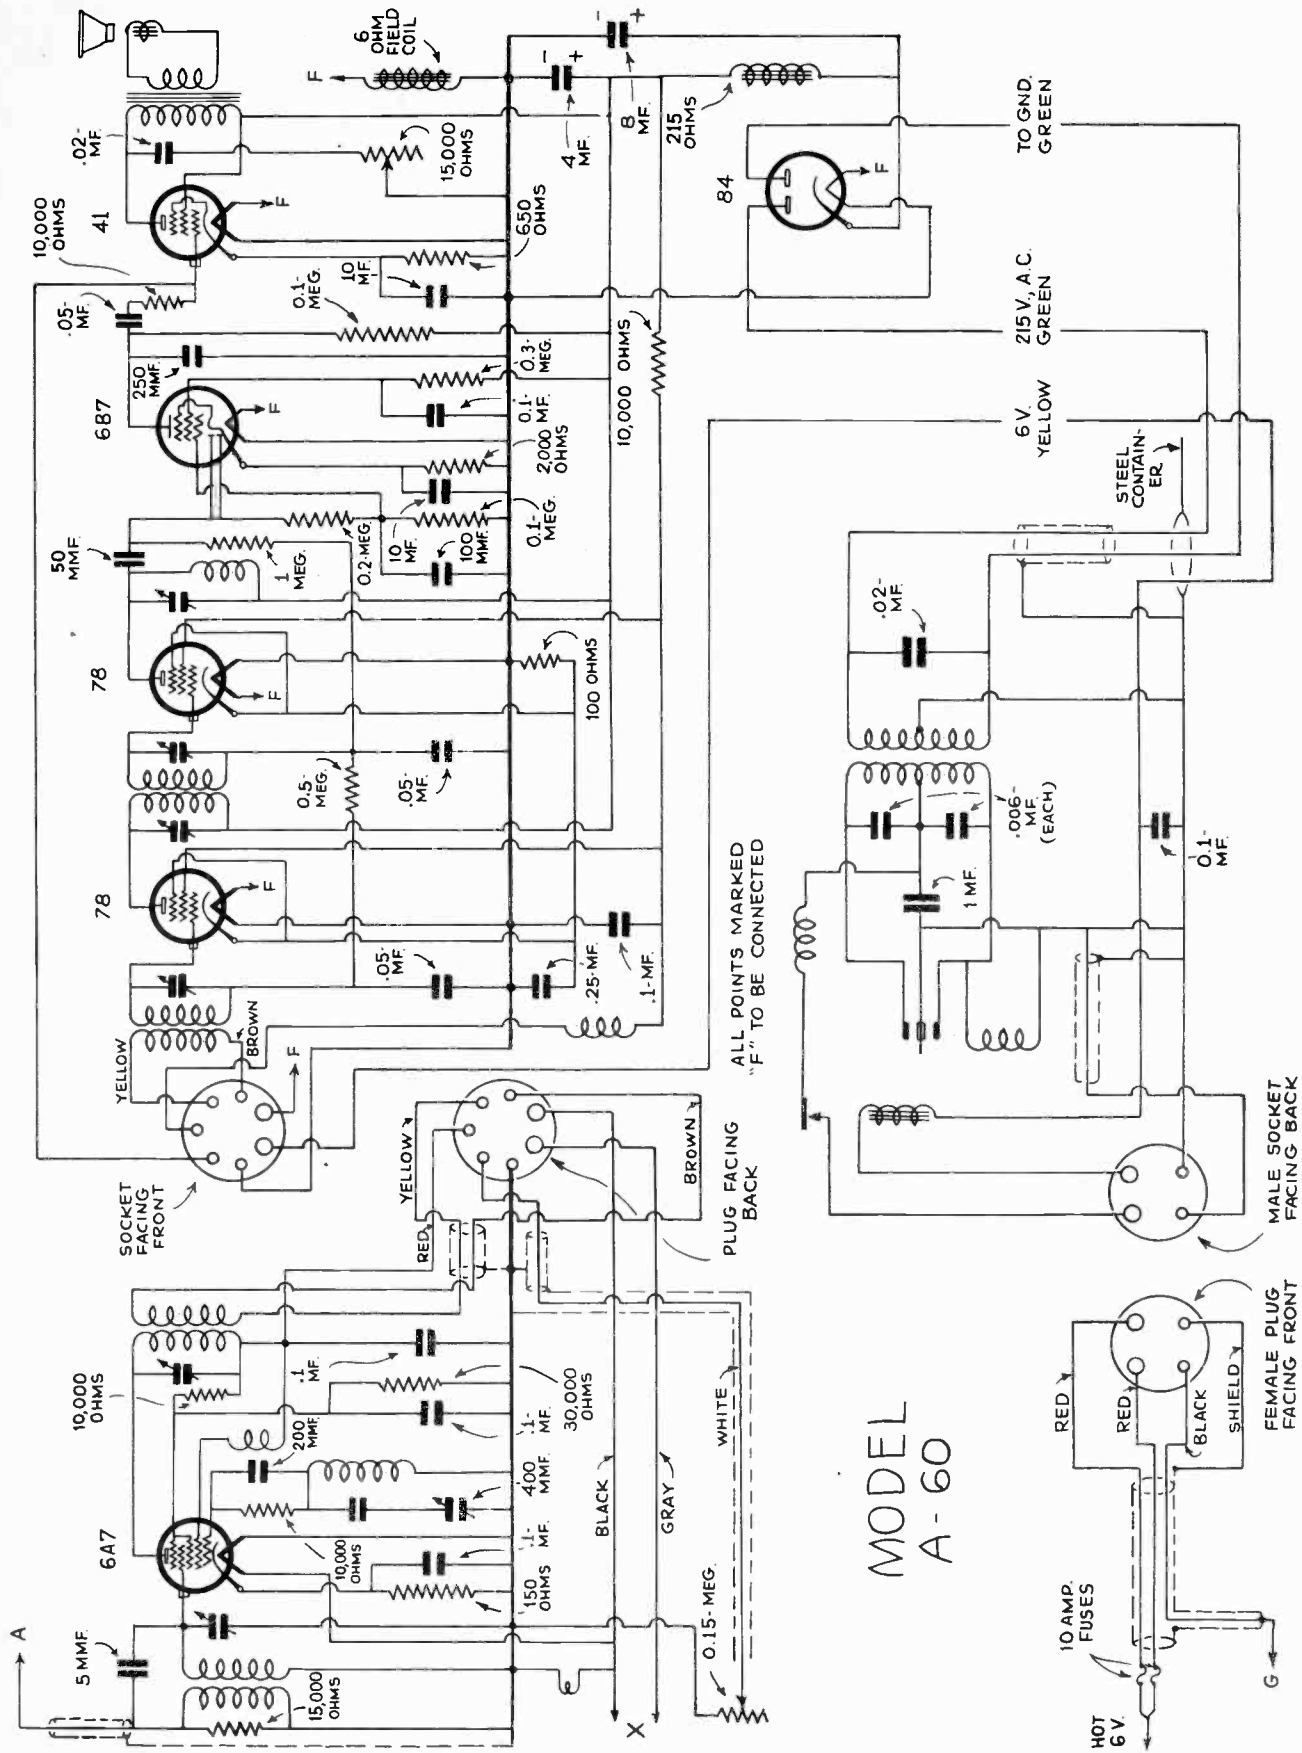 A
5 MMF.
15,000
OHMS
6A7
10,000
OHMS
10,000
OHMS
200
MMF.
.1
MF.
.1-
MF.
30,000
OHMS
400
MMF.
.1-
MF.
150
OHMS
0.15-MEG.
X
BLACK
GRAY
WHITE
RED
YELLOW
BROWN
PLUG FACING
BACK
SOCKET
FACING
FRONT
YELLOW
BROWN
F
78
F
.05-
MF.
.25-MF.
.1-MF.
0.5-
MEG.
.05-
MF.
78
F
100 OHMS
50
MMF.
1
MEG.
0.2-MEG.
100
MMF.
10
MF.
0.1-
MEG.
2,000
OHMS
6B7
F
250
MMF.
0.1-
MF.
0.3-
MEG.
10,000 OHMS
.05-
MF.
10,000
OHMS
0.1-
MEG.
10
MF.
650
OHMS
41
F
.02-
MF.
15,000
OHMS
F
6
OHM
FIELD
COIL
-
+
4
MF.
-
+
8
MF.
215
OHMS
84
F
ALL POINTS MARKED
"F" TO BE CONNECTED
6 V.
YELLOW
215 V., A.C.
GREEN
TO GND.
GREEN
STEEL
CONTAIN-
ER
.02-
MF.
.006-
MF.
(EACH)
1 MF.
0.1-
MF.
MALE SOCKET
FACING BACK
MODEL
A-60
RED
RED
BLACK
SHIELD
FEMALE PLUG
FACING FRONT
10 AMP.
FUSES
HOT
6 V.
G